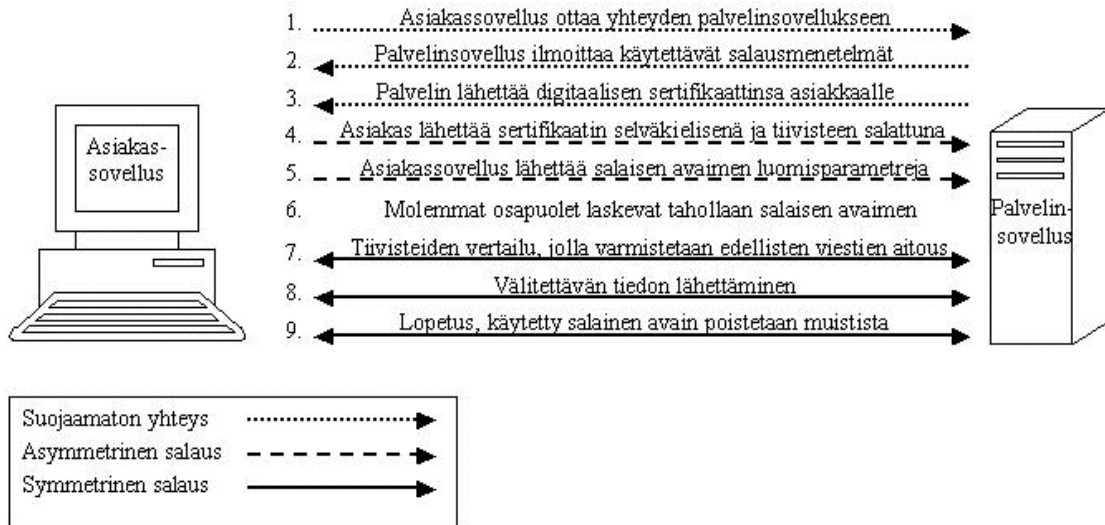 1. Asiakassovellus ottaa yhteyden palvelinsovellukseen
2. Palvelinsovellus ilmoittaa käytettävät salausmenetelmät
3. Palvelin lähettää digitaalisen sertifikaattinsa asiakkaalle
4. Asiakas lähettää sertifikaatin selväkielisenä ja tiivisteen salattuna
5. Asiakassovellus lähettää salaisen avaimen luomisparametreja
6. Molemmat osapuolet laskevat tahollaan salaisen avaimen
7. Tiivisteiden vertailu, jolla varmistetaan edellisten viestien aitous
8. Välitettävän tiedon lähettäminen
9. Lopetus, käytetty salainen avain poistetaan muistista
Asiakas-
sovellus
Palvelin-
sovellus
Suojaamaton yhteys
Asymmetrinen salaus
Symmetrinen salaus